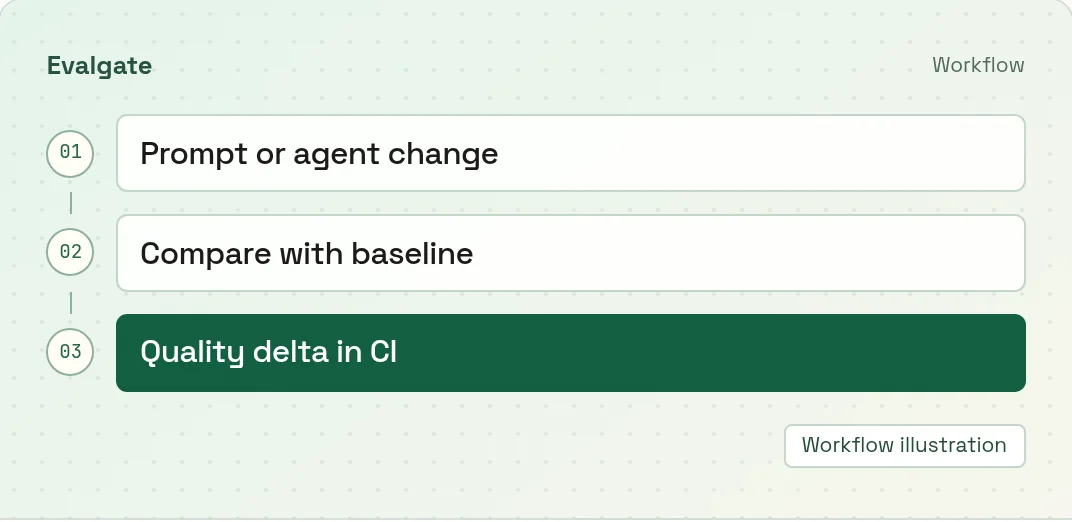 Evalgate
Workflow
01
Prompt or agent change
02
Compare with baseline
03
Quality delta in CI
Workflow illustration